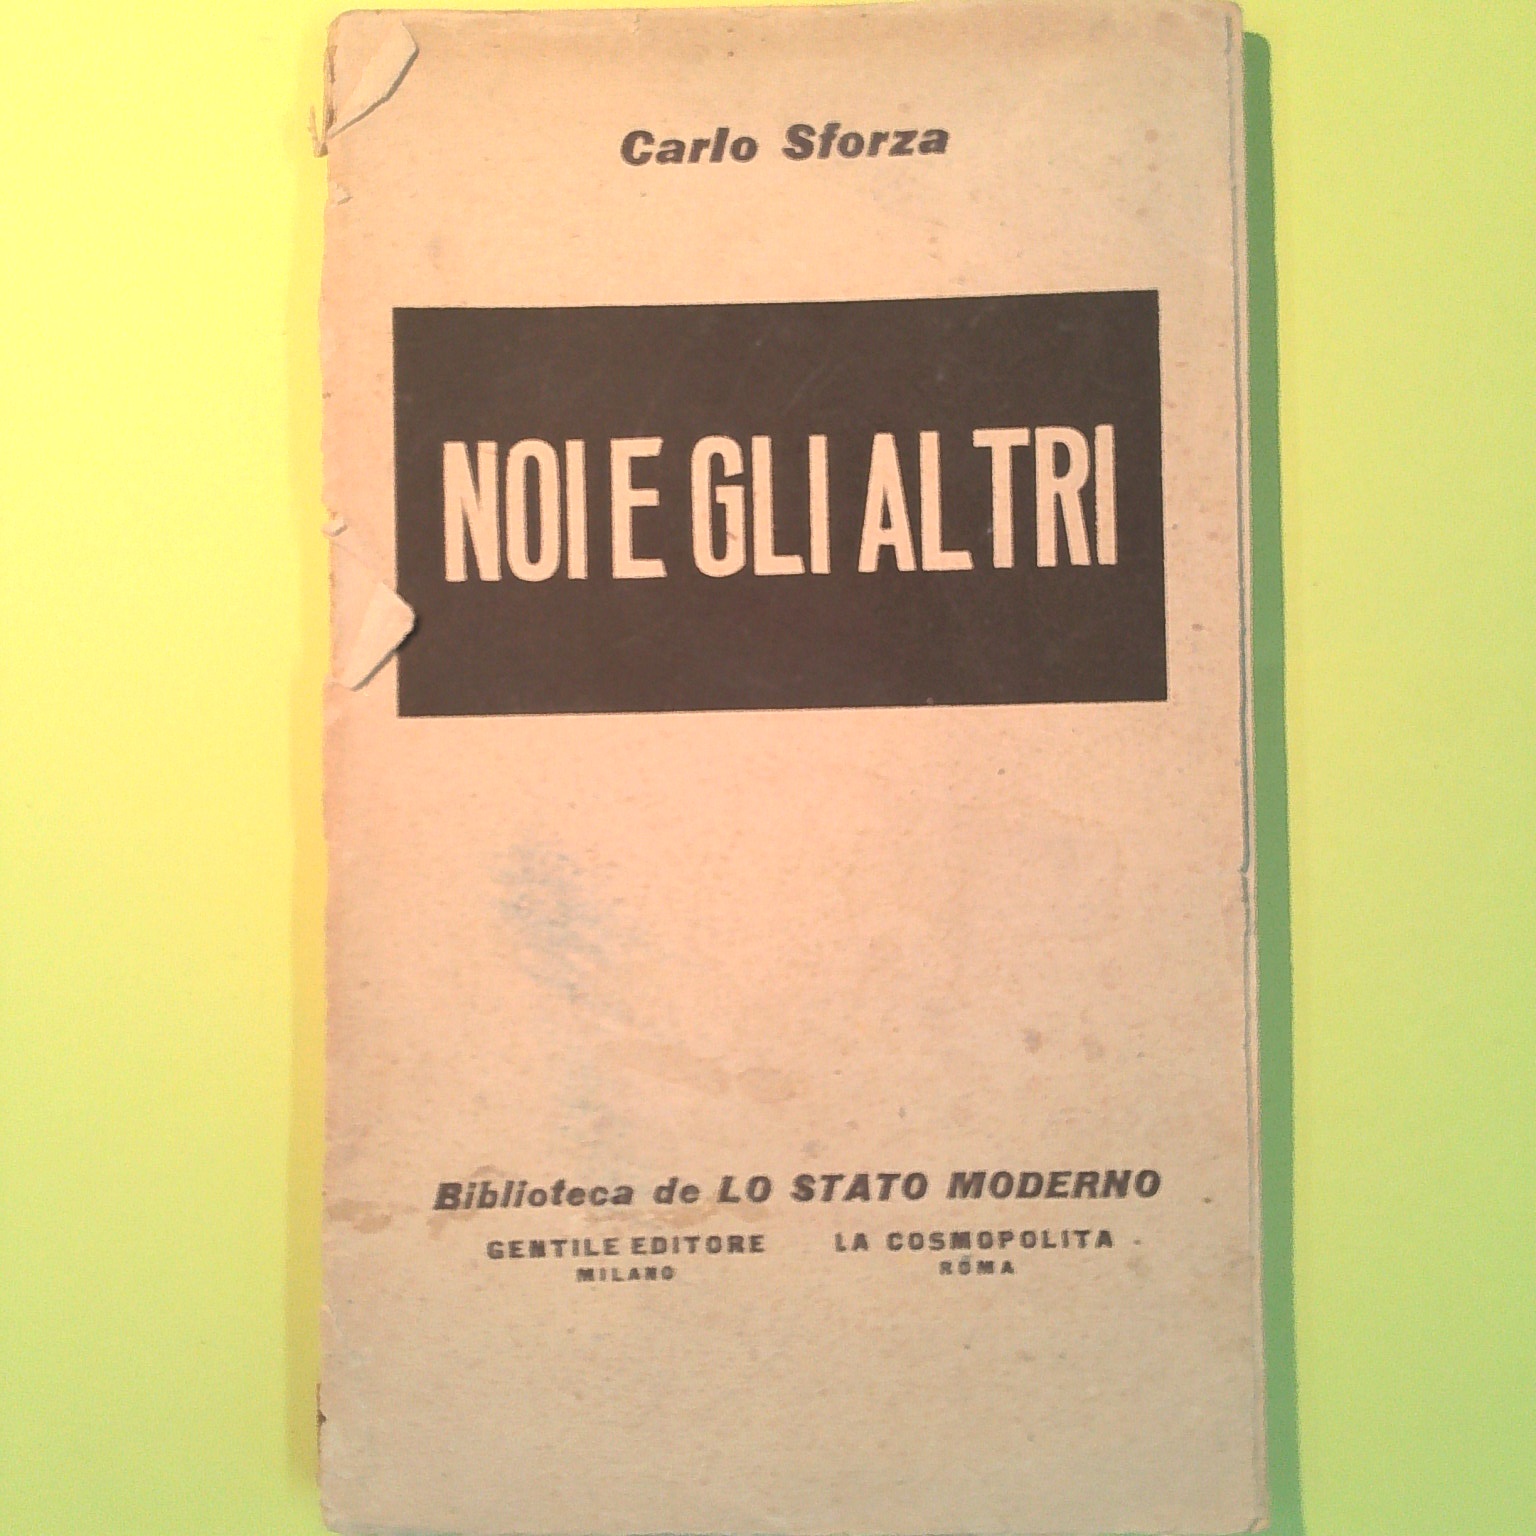 Carlo Sforza
NOI E GLI ALTRI
Biblioteca de LO STATO MODERNO
GENTILE EDITORE LA COSMOPOLITA
MILANO ROMA